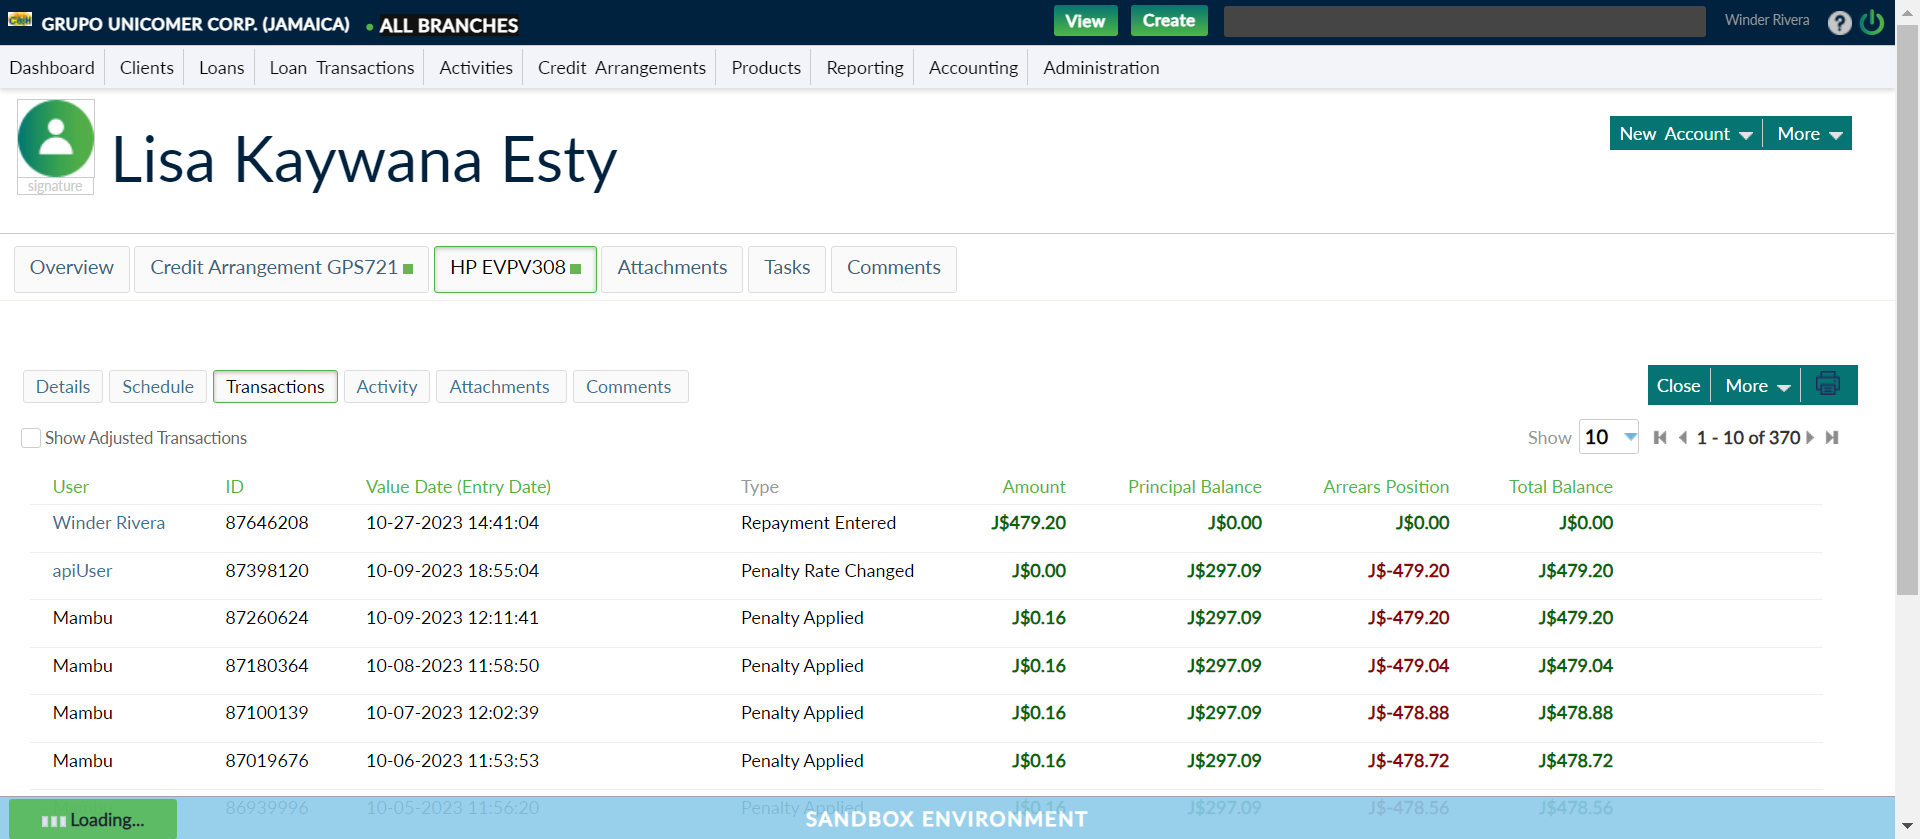 GRUPO UNICOMER CORP. (JAMAICA) ALL BRANCHES View Create Winder Rivera ?
Dashboard Clients Loans Loan Transactions Activities Credit Arrangements Products Reporting Accounting Administration
signature
Lisa Kaywana Esty
New Account More
Overview Credit Arrangement GPS721 HP EVPV308 Attachments Tasks Comments
Details Schedule Transactions Activity Attachments Comments
Close More
Show Adjusted Transactions Show 10 1 - 10 of 370
User ID Value Date (Entry Date) Type Amount Principal Balance Arrears Position Total Balance
Winder Rivera 87646208 10-27-2023 14:41:04 Repayment Entered J$479.20 J$0.00 J$0.00 J$0.00
apiUser 87398120 10-09-2023 18:55:04 Penalty Rate Changed J$0.00 J$297.09 J$-479.20 J$479.20
Mambu 87260624 10-09-2023 12:11:41 Penalty Applied J$0.16 J$297.09 J$-479.20 J$479.20
Mambu 87180364 10-08-2023 11:58:50 Penalty Applied J$0.16 J$297.09 J$-479.04 J$479.04
Mambu 87100139 10-07-2023 12:02:39 Penalty Applied J$0.16 J$297.09 J$-478.88 J$478.88
Mambu 87019676 10-06-2023 11:53:53 Penalty Applied J$0.16 J$297.09 J$-478.72 J$478.72
Mambu 86939996 10-05-2023 11:56:20 Penalty Applied J$0.16 J$297.09 J$-478.56 J$478.56
Loading... SANDBOX ENVIRONMENT